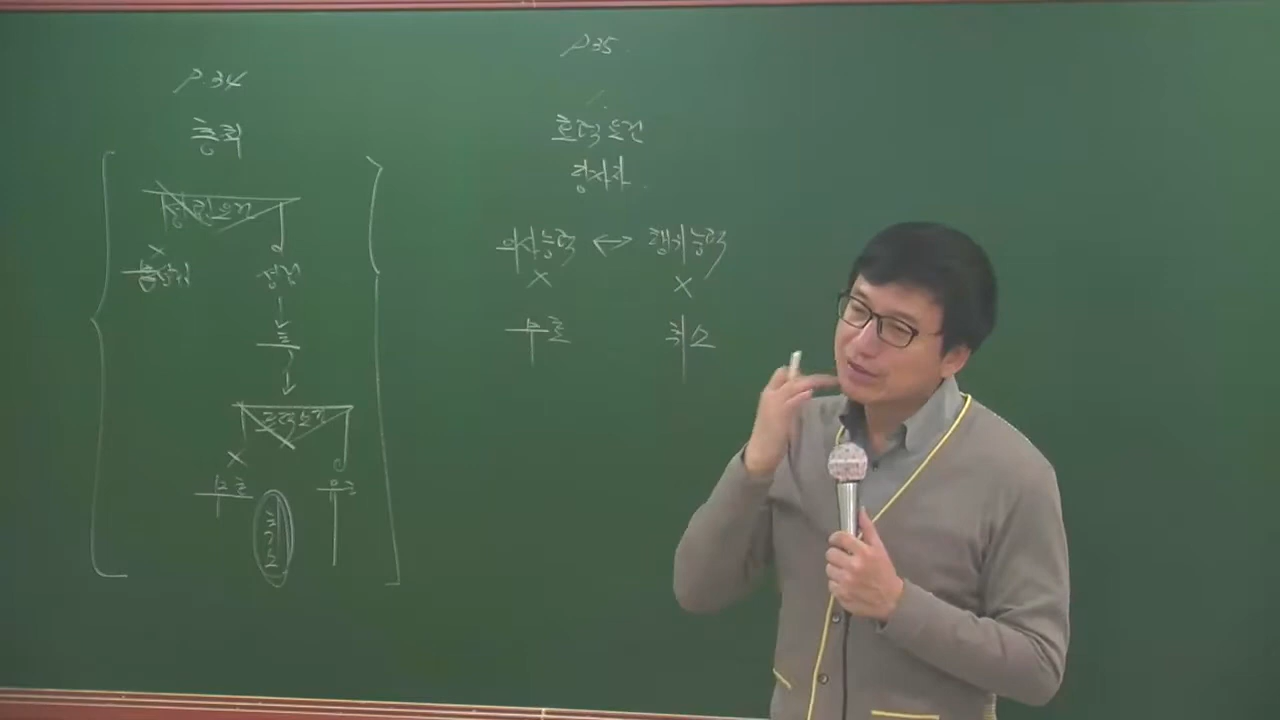 P.34
총칙
성립요건
X
불성립
성립
↓
효
↓
효력요건
X
무효
취소
유효
P35
효력요건
당사자
의사능력 ↔ 행위능력
X X
무효 취소